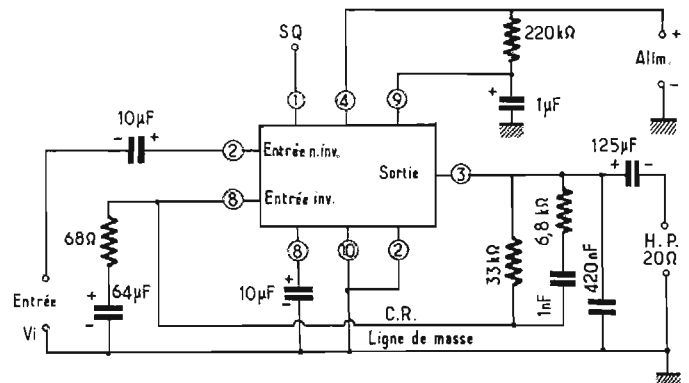 SQ
220kΩ
+
Alim.
-
10µF
- +
1
4
9
+
1µF
125µF
+ -
2
Entrée n.inv.
Sortie
3
8
Entrée inv.
68Ω
6,8kΩ
33kΩ
420nF
H.P.
20Ω
8
10
2
+
64µF
-
10µF
+
-
1nF
Entrée
Vi
C.R.
Ligne de masse